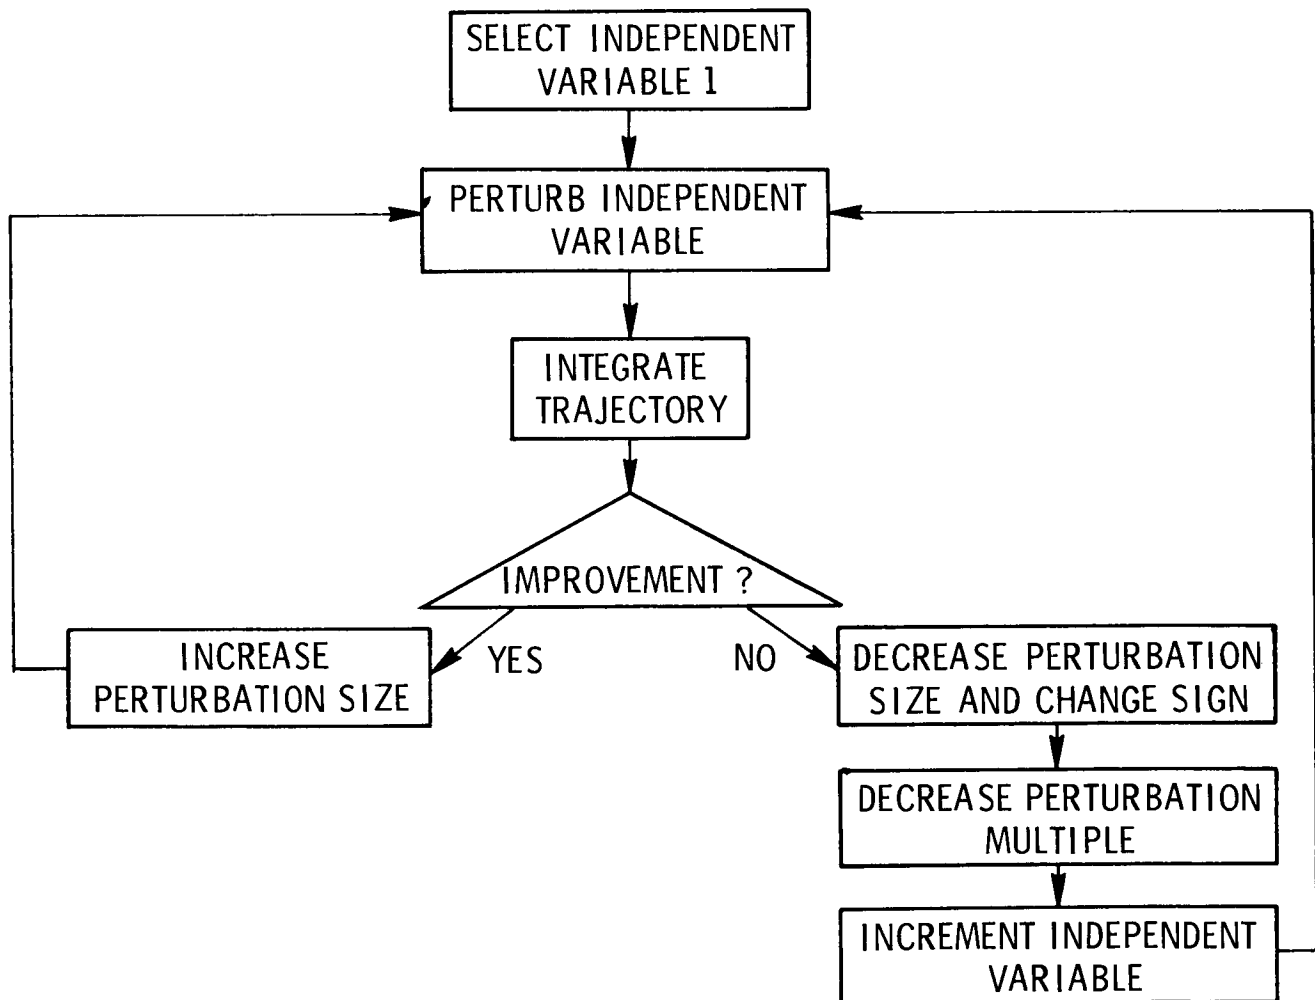 SELECT INDEPENDENT
VARIABLE 1
PERTURB INDEPENDENT
VARIABLE
INTEGRATE
TRAJECTORY
IMPROVEMENT ?
YES
NO
INCREASE
PERTURBATION SIZE
DECREASE PERTURBATION
SIZE AND CHANGE SIGN
DECREASE PERTURBATION
MULTIPLE
INCREMENT INDEPENDENT
VARIABLE